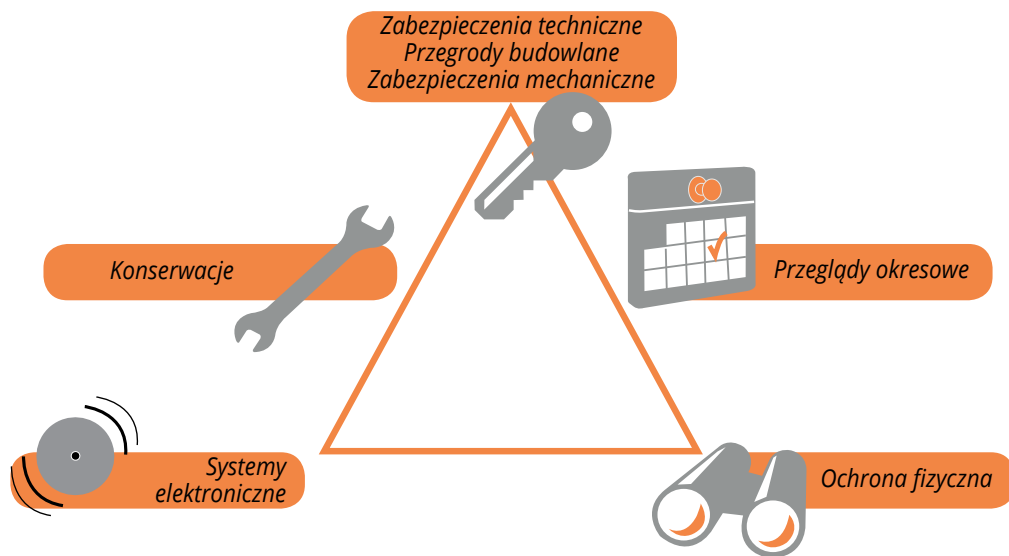 Zabezpieczenia techniczne
Przegrody budowlane
Zabezpieczenia mechaniczne
Konserwacje
Przeglądy okresowe
Systemy
elektroniczne
Ochrona fizyczna